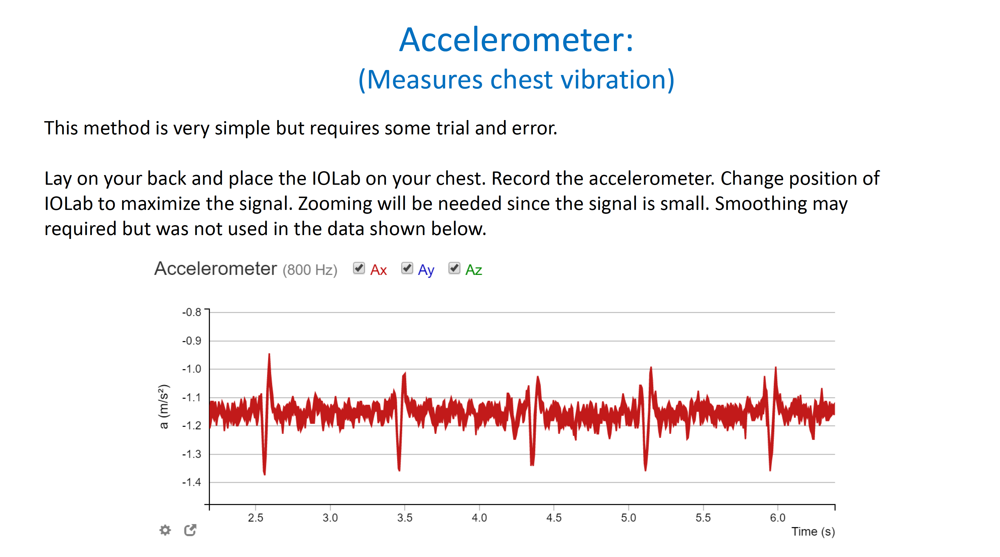 Accelerometer:
(Measures chest vibration)
This method is very simple but requires some trial and error.
Lay on your back and place the IOLab on your chest. Record the accelerometer. Change position of
IOLab to maximize the signal. Zooming will be needed since the signal is small. Smoothing may
required but was not used in the data shown below.
Accelerometer (800 Hz) Ax Ay Az
-0.8
-0.9
-1.0
-1.1
-1.2
-1.3
-1.4
a (m/s²)
2.5 3.0 3.5 4.0 4.5 5.0 5.5 6.0
Time (s)